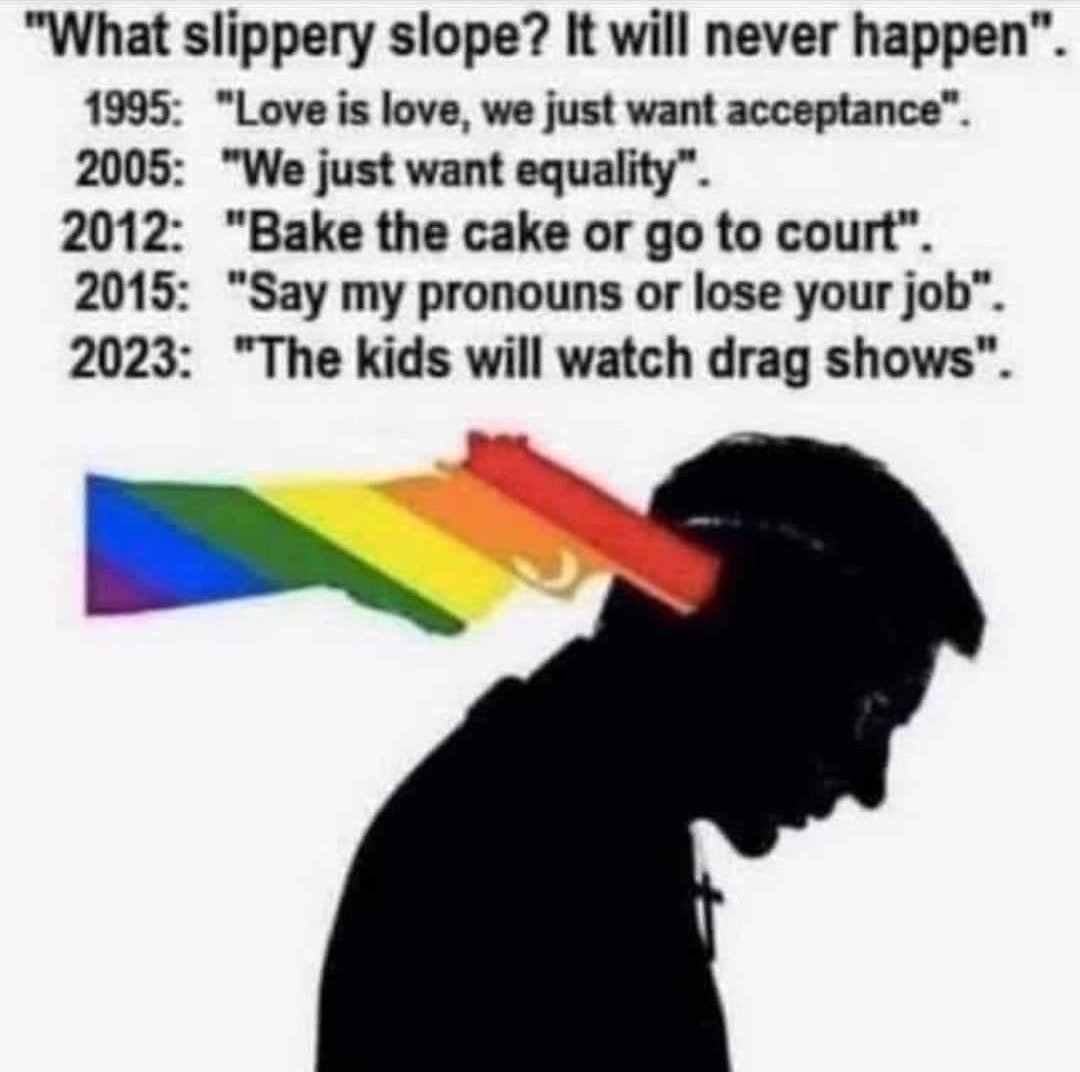 "What slippery slope? It will never happen".
1995: "Love is love, we just want acceptance".
2005: "We just want equality".
2012: "Bake the cake or go to court".
2015: "Say my pronouns or lose your job".
2023: "The kids will watch drag shows".